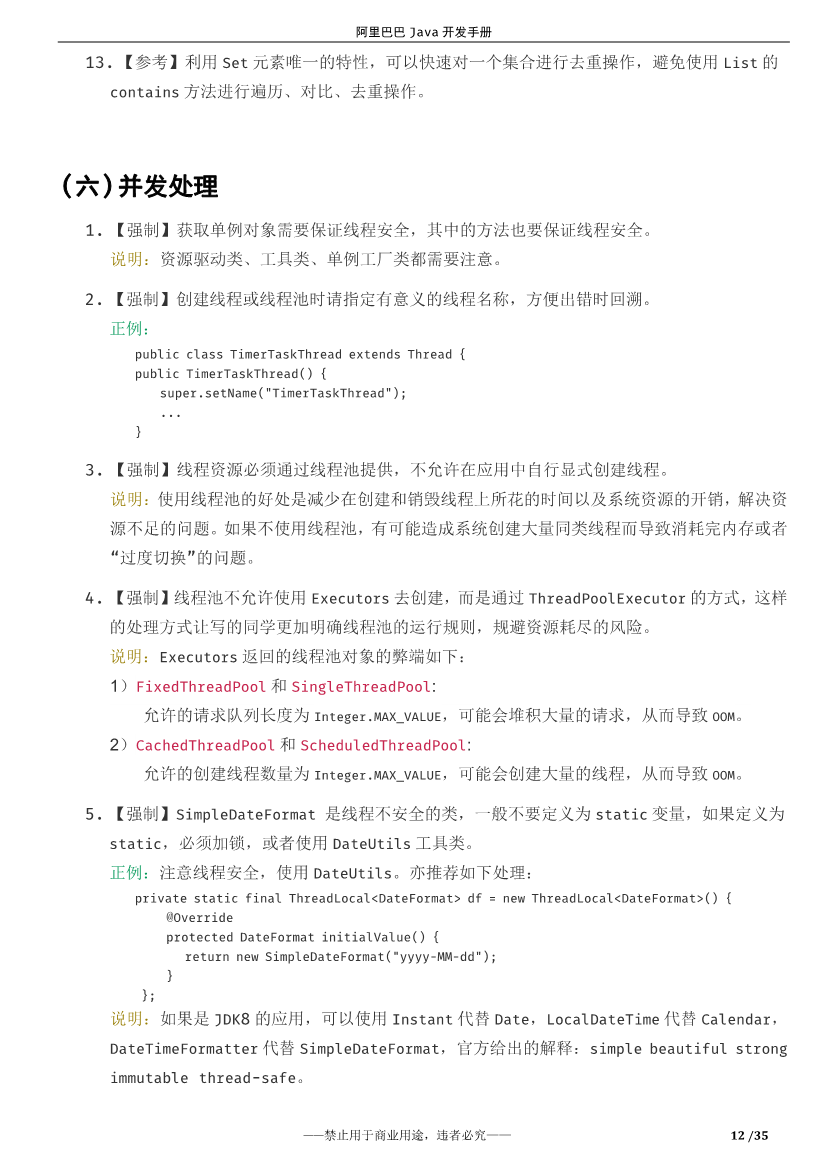 阿里巴巴 Java 开发手册
13.【参考】利用 Set 元素唯一的特性，可以快速对一个集合进行去重操作，避免使用 List 的
contains 方法进行遍历、对比、去重操作。
(六)并发处理
1. 【强制】获取单例对象需要保证线程安全，其中的方法也要保证线程安全。
说明：资源驱动类、工具类、单例工厂类都需要注意。
2. 【强制】创建线程或线程池时请指定有意义的线程名称，方便出错时回溯。
正例：
public class TimerTaskThread extends Thread {
public TimerTaskThread() {
super.setName("TimerTaskThread");
...
}
3. 【强制】线程资源必须通过线程池提供，不允许在应用中自行显式创建线程。
说明：使用线程池的好处是减少在创建和销毁线程上所花的时间以及系统资源的开销，解决资
源不足的问题。如果不使用线程池，有可能造成系统创建大量同类线程而导致消耗完内存或者
“过度切换”的问题。
4. 【强制】线程池不允许使用 Executors 去创建，而是通过 ThreadPoolExecutor 的方式，这样
的处理方式让写的同学更加明确线程池的运行规则，规避资源耗尽的风险。
说明：Executors 返回的线程池对象的弊端如下：
1）FixedThreadPool 和 SingleThreadPool:
允许的请求队列长度为 Integer.MAX_VALUE，可能会堆积大量的请求，从而导致 OOM。
2）CachedThreadPool 和 ScheduledThreadPool:
允许的创建线程数量为 Integer.MAX_VALUE，可能会创建大量的线程，从而导致 OOM。
5. 【强制】SimpleDateFormat 是线程不安全的类，一般不要定义为 static 变量，如果定义为
static，必须加锁，或者使用 DateUtils 工具类。
正例：注意线程安全，使用 DateUtils。亦推荐如下处理：
private static final ThreadLocal<DateFormat> df = new ThreadLocal<DateFormat>() {
@Override
protected DateFormat initialValue() {
return new SimpleDateFormat("yyyy-MM-dd");
}
};
说明：如果是 JDK8 的应用，可以使用 Instant 代替 Date，LocalDateTime 代替 Calendar，
DateTimeFormatter 代替 SimpleDateFormat，官方给出的解释：simple beautiful strong
immutable thread-safe。
——禁止用于商业用途，违者必究——
12 /35